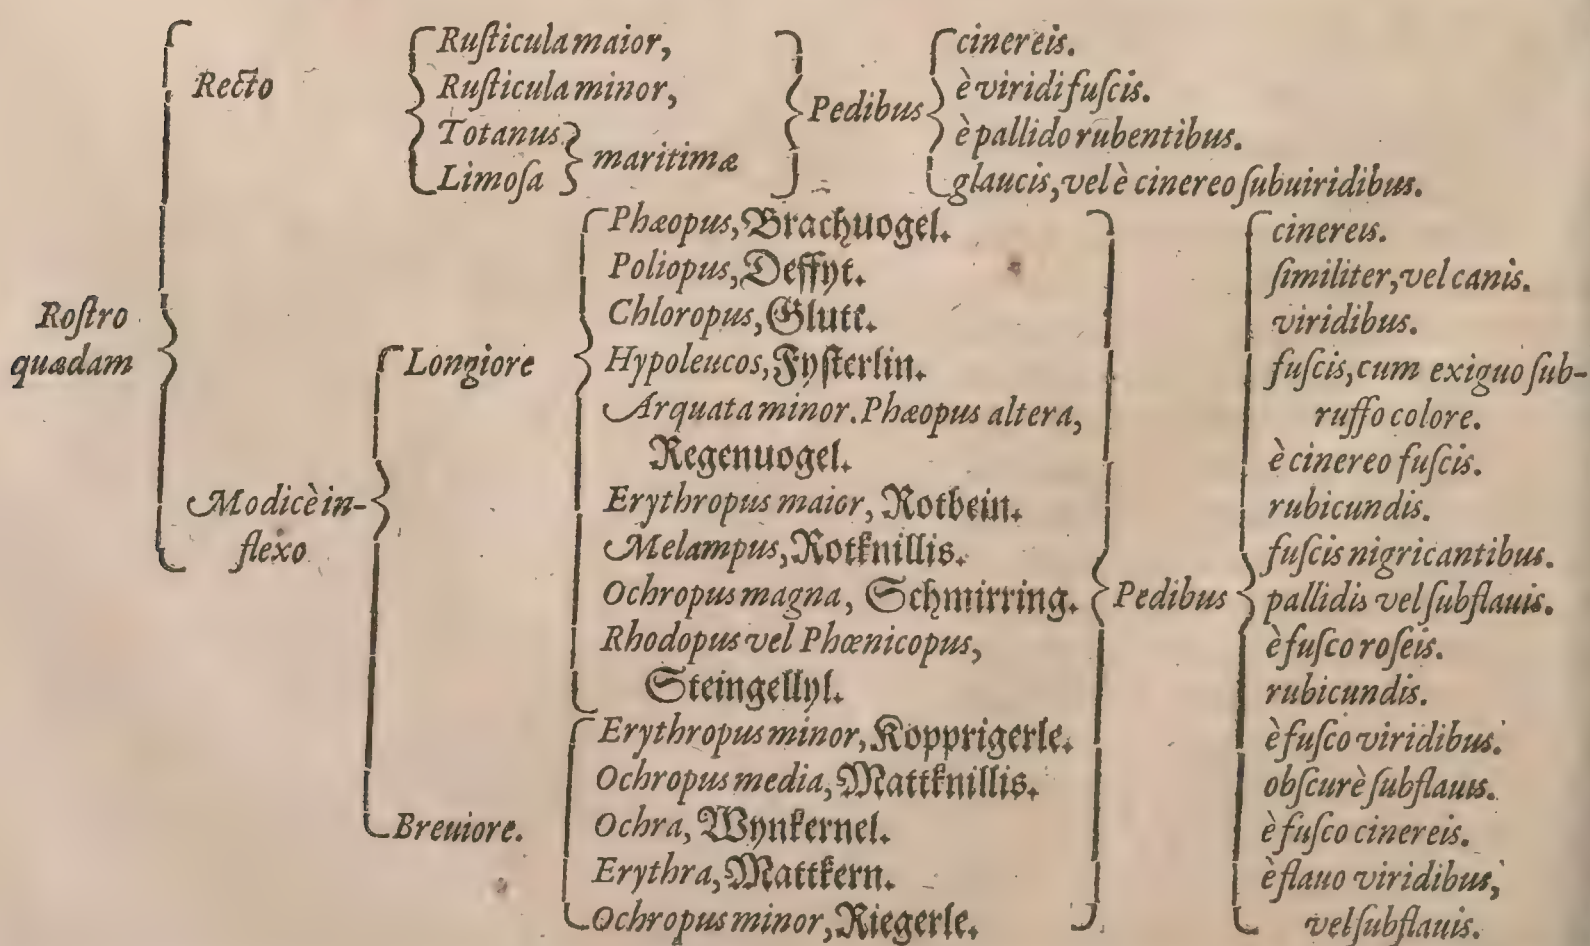 Recto
Ruſticula maior,
Ruſticula minor,
Totanus
Limoſa
maritimæ
Pedibus
cinereis.
è viridi fuſcis.
è pallido rubentibus.
glaucis, vel è cinereo ſubuiridibus.
Roſtro
quædam
Modicè in-
flexo
Longiore
Phæopus, Brachuogel.
Poliopus, Deffyt.
Chloropus, Glutt.
Hypoleucos, Fyſterlin.
Arquata minor. Phæopus altera,
Regenuogel.
Erythropus maior, Rotbein.
Melampus, Rotknillis.
Ochropus magna, Schmirring.
Rhodopus vel Phœnicopus,
Steingellyl.
Breuiore.
Erythropus minor, Kopprigerle.
Ochropus media, Mattknillis.
Ochra, Wynkernel.
Erythra, Mattkern.
Ochropus minor, Riegerle.
Pedibus
cinereis.
ſimiliter, vel canis.
viridibus.
fuſcis, cum exiguo ſub-
ruffo colore.
è cinereo fuſcis.
rubicundis.
fuſcis nigricantibus.
pallidis vel ſubflauis.
è fuſco roſeis.
rubicundis.
è fuſco viridibus.
obſcurè ſubflauis.
è fuſco cinereis.
è flauo viridibus,
vel ſubflauis.